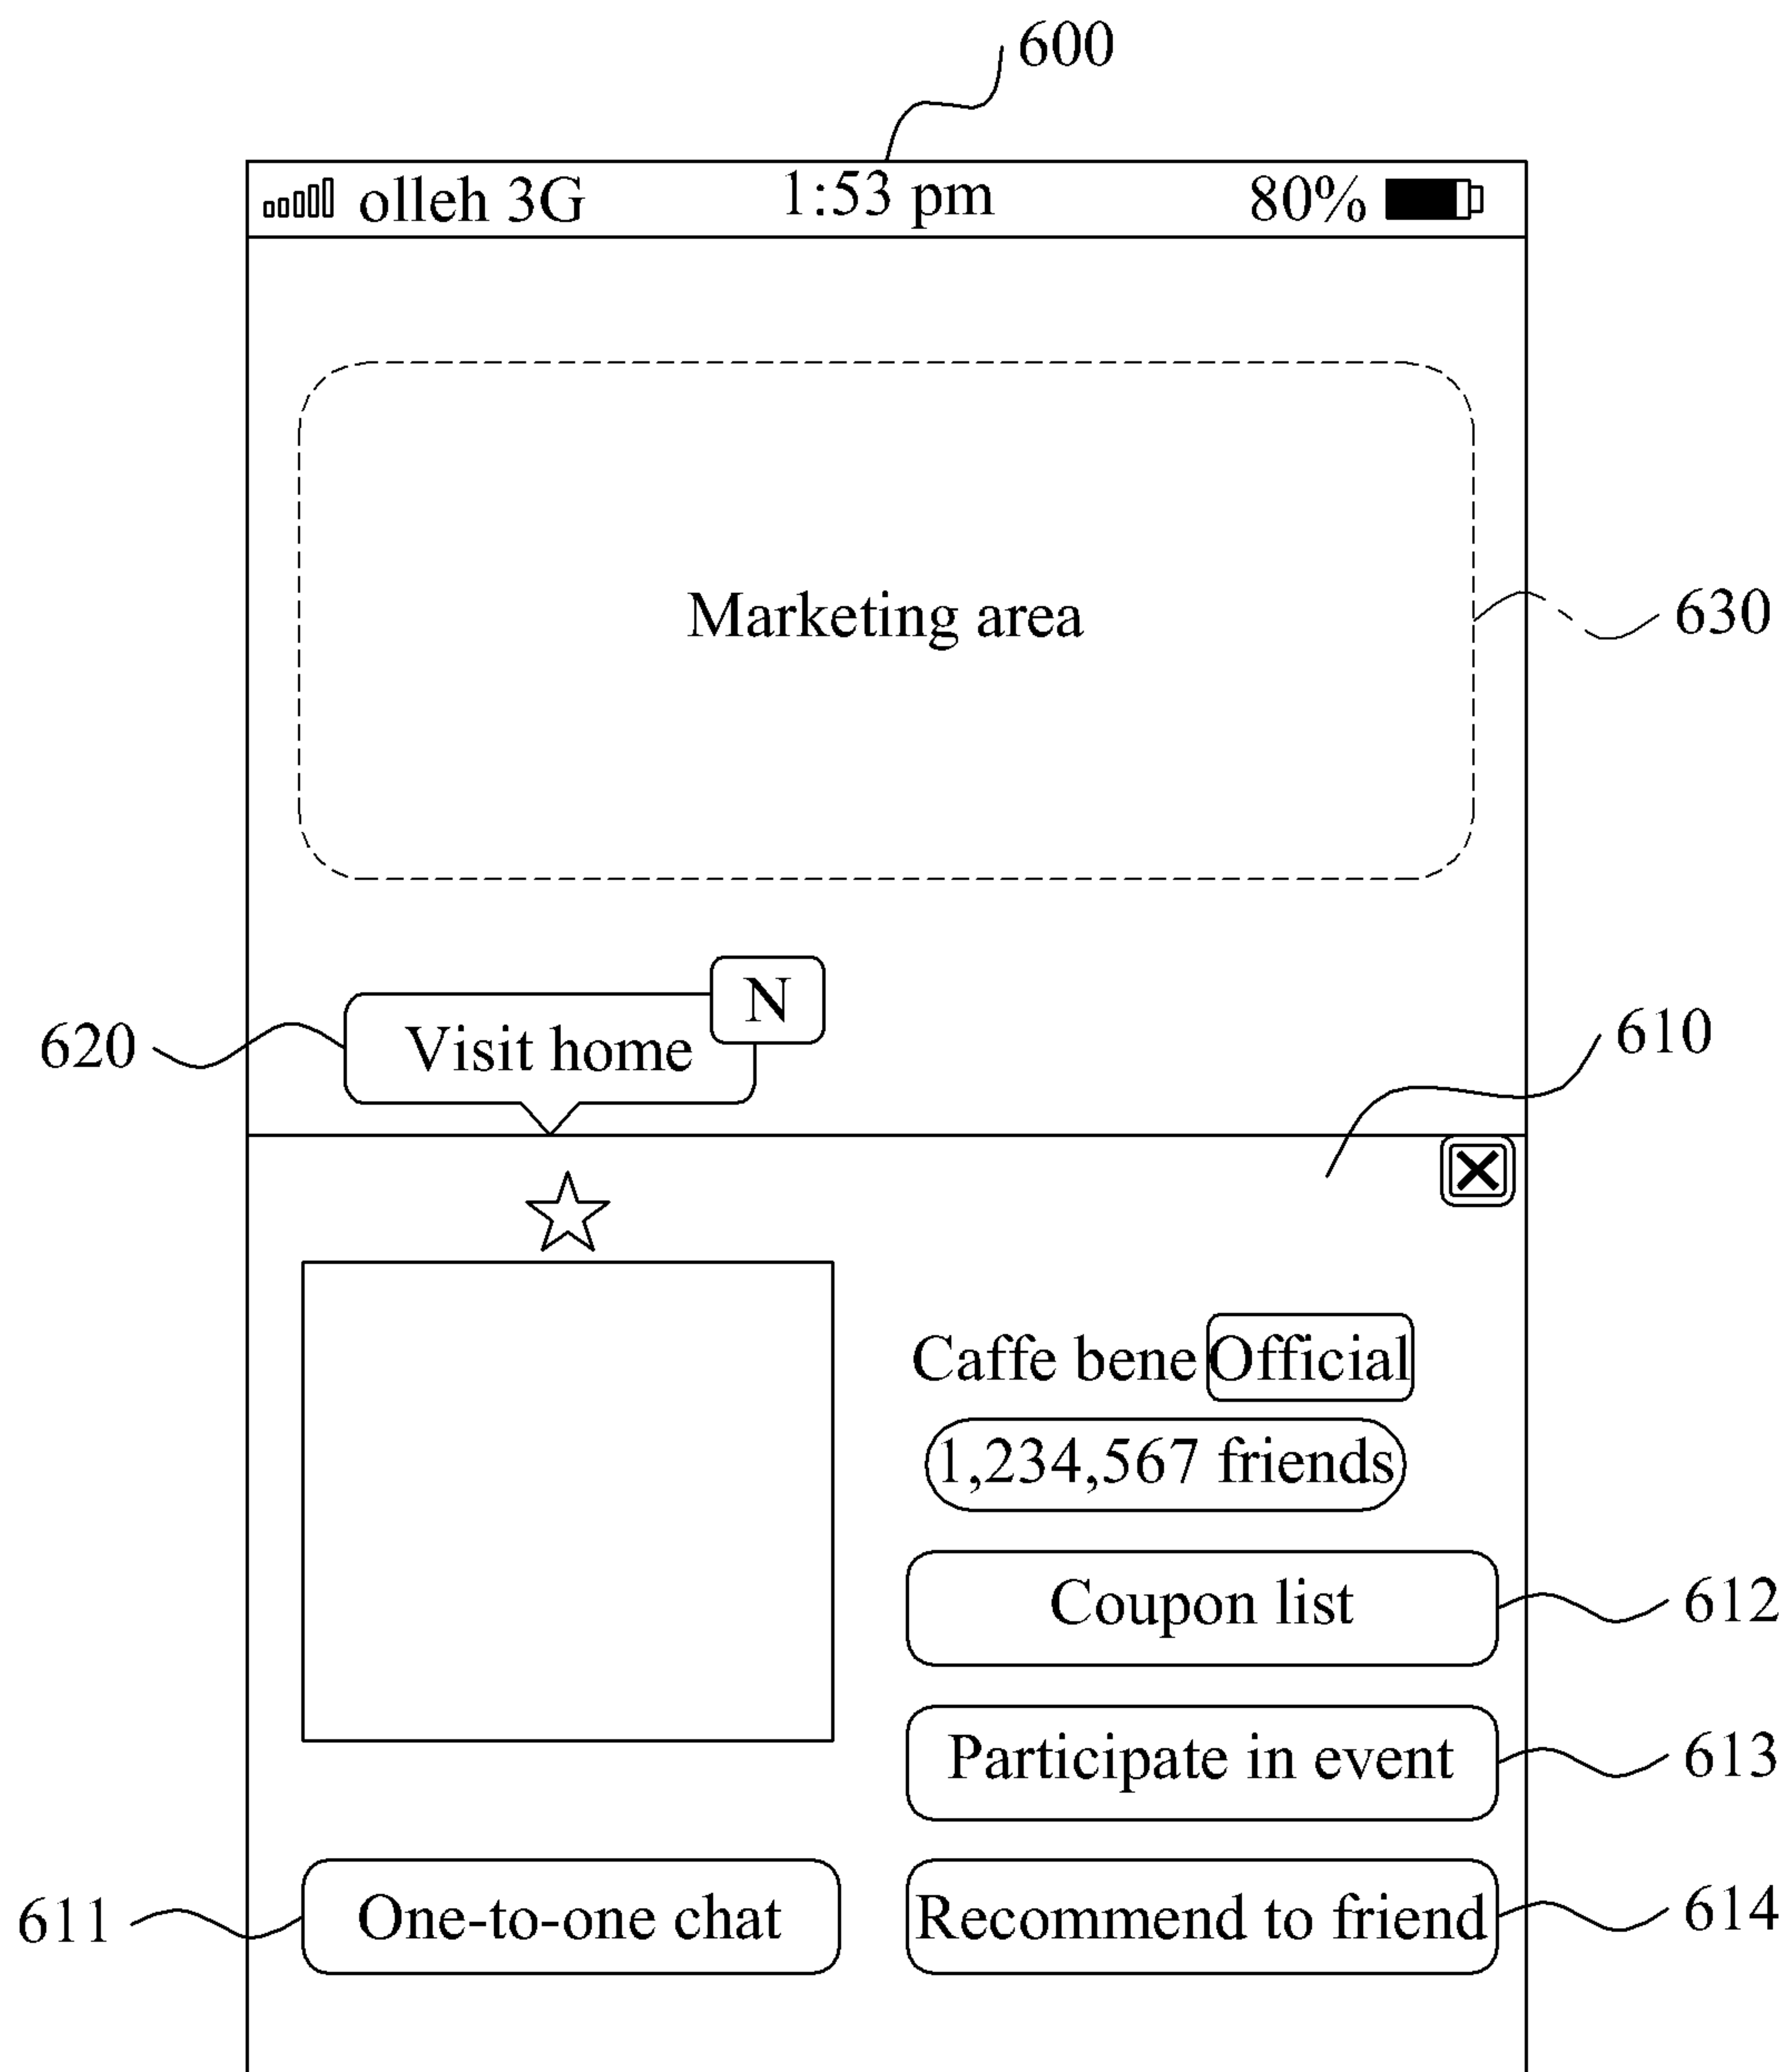 600
olleh 3G 1:53 pm 80%
Marketing area
630
N
620 Visit home
610
Caffe bene Official
1,234,567 friends
Coupon list 612
Participate in event 613
611 One-to-one chat Recommend to friend 614